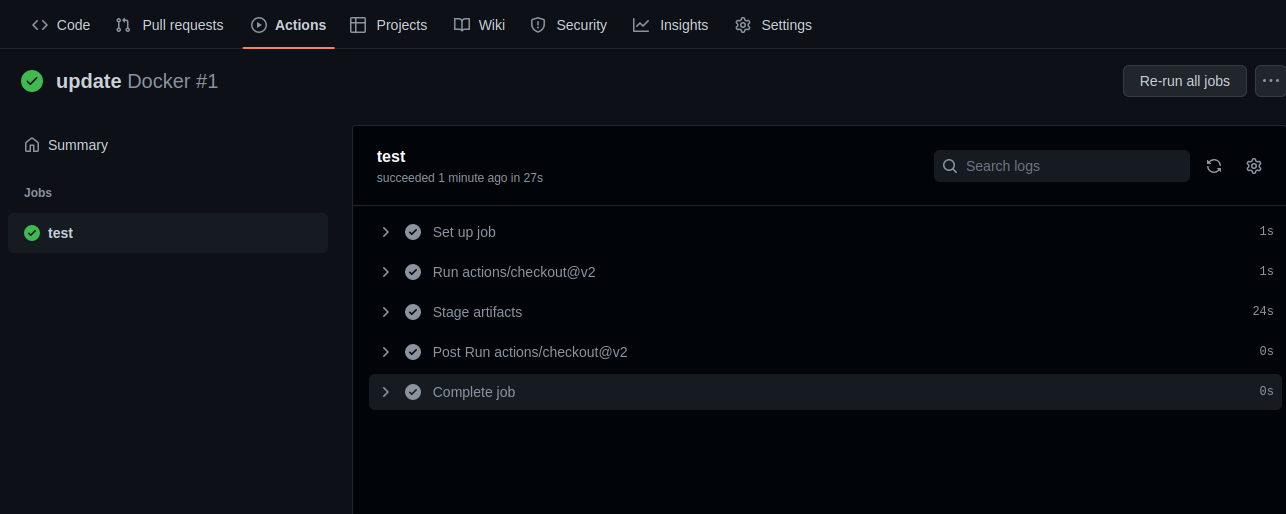 Code Pull requests Actions Projects Wiki Security Insights Settings
update Docker #1
Re-run all jobs
Summary
Jobs
test
test
succeeded 1 minute ago in 27s
Search logs
Set up job 1s
Run actions/checkout@v2 1s
Stage artifacts 24s
Post Run actions/checkout@v2 0s
Complete job 0s